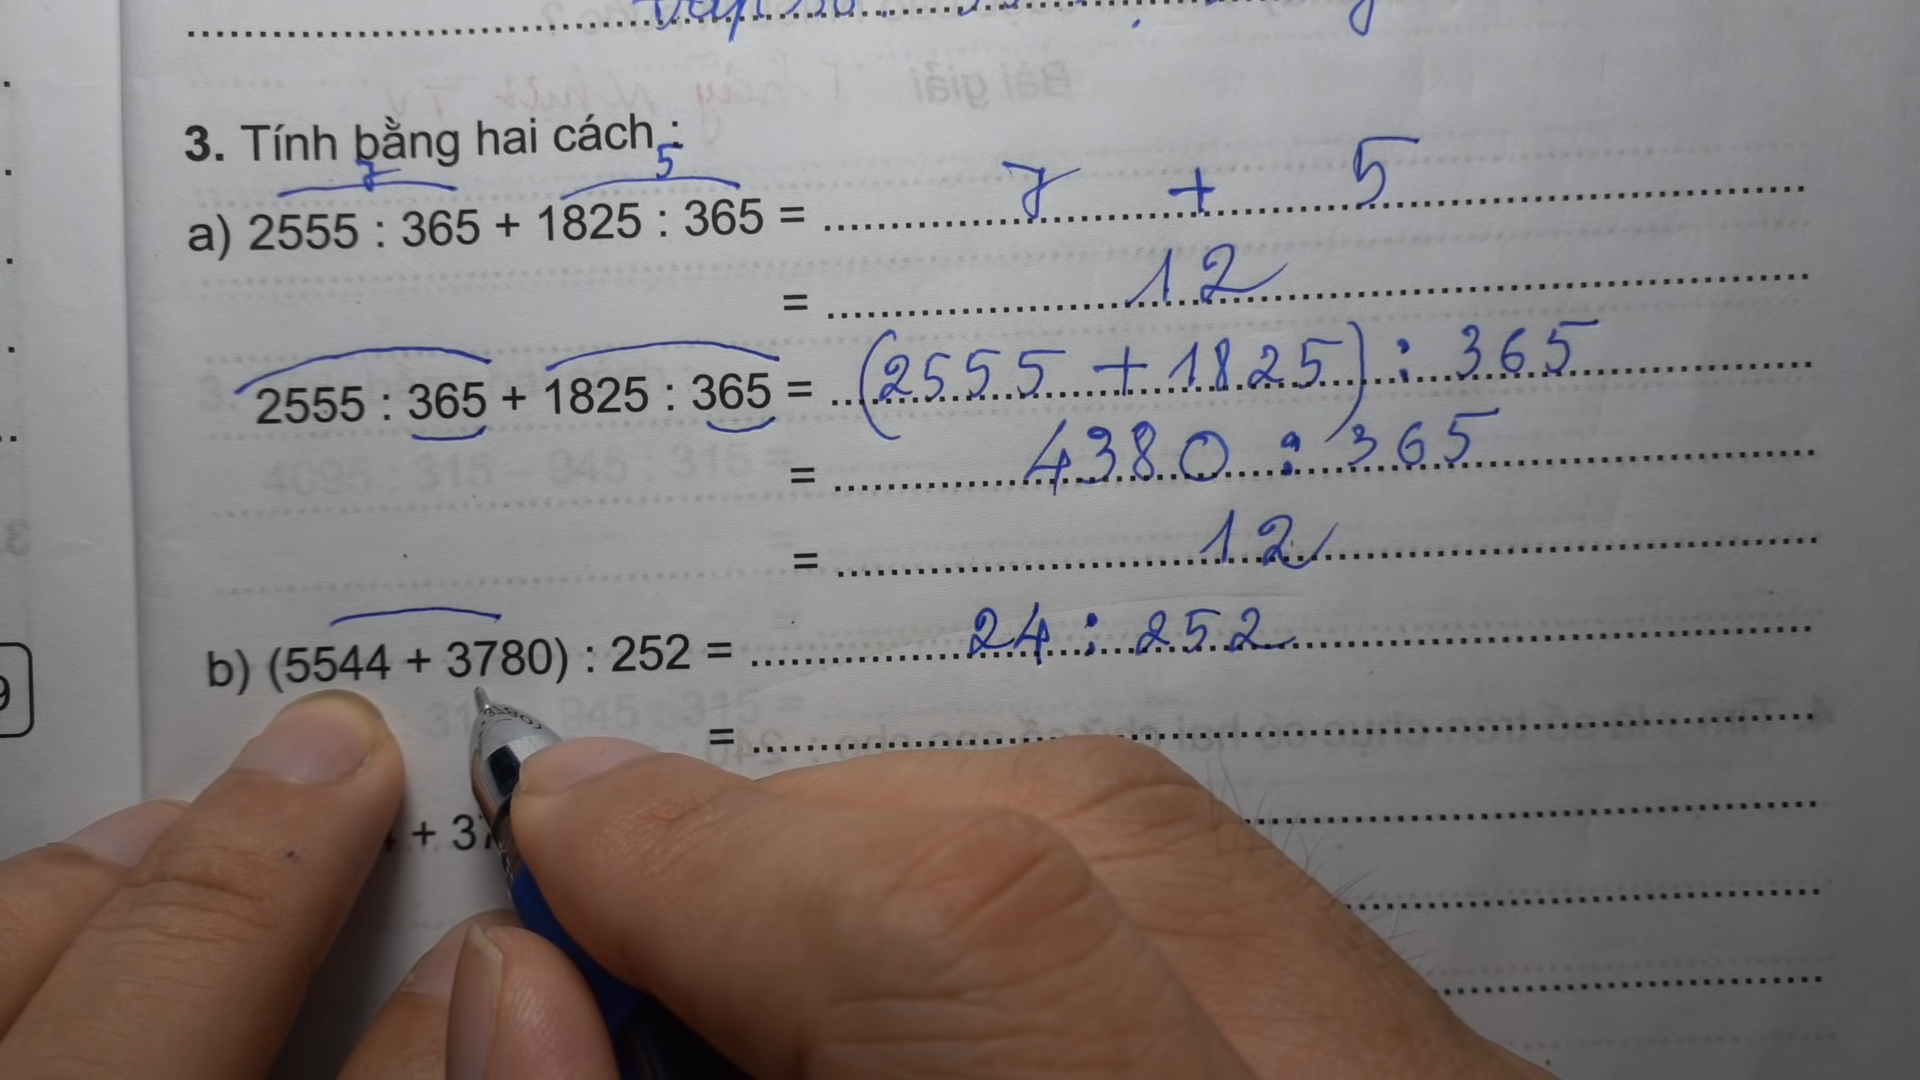 3. Tính bằng hai cách :
7 5
a) 2555 : 365 + 1825 : 365 = 7 + 5
= 12
2555 : 365 + 1825 : 365 = (2555 + 1825) : 365
= 4380 : 365
= 12
b) (5544 + 3780) : 252 = 24 : 252
=
+ 37